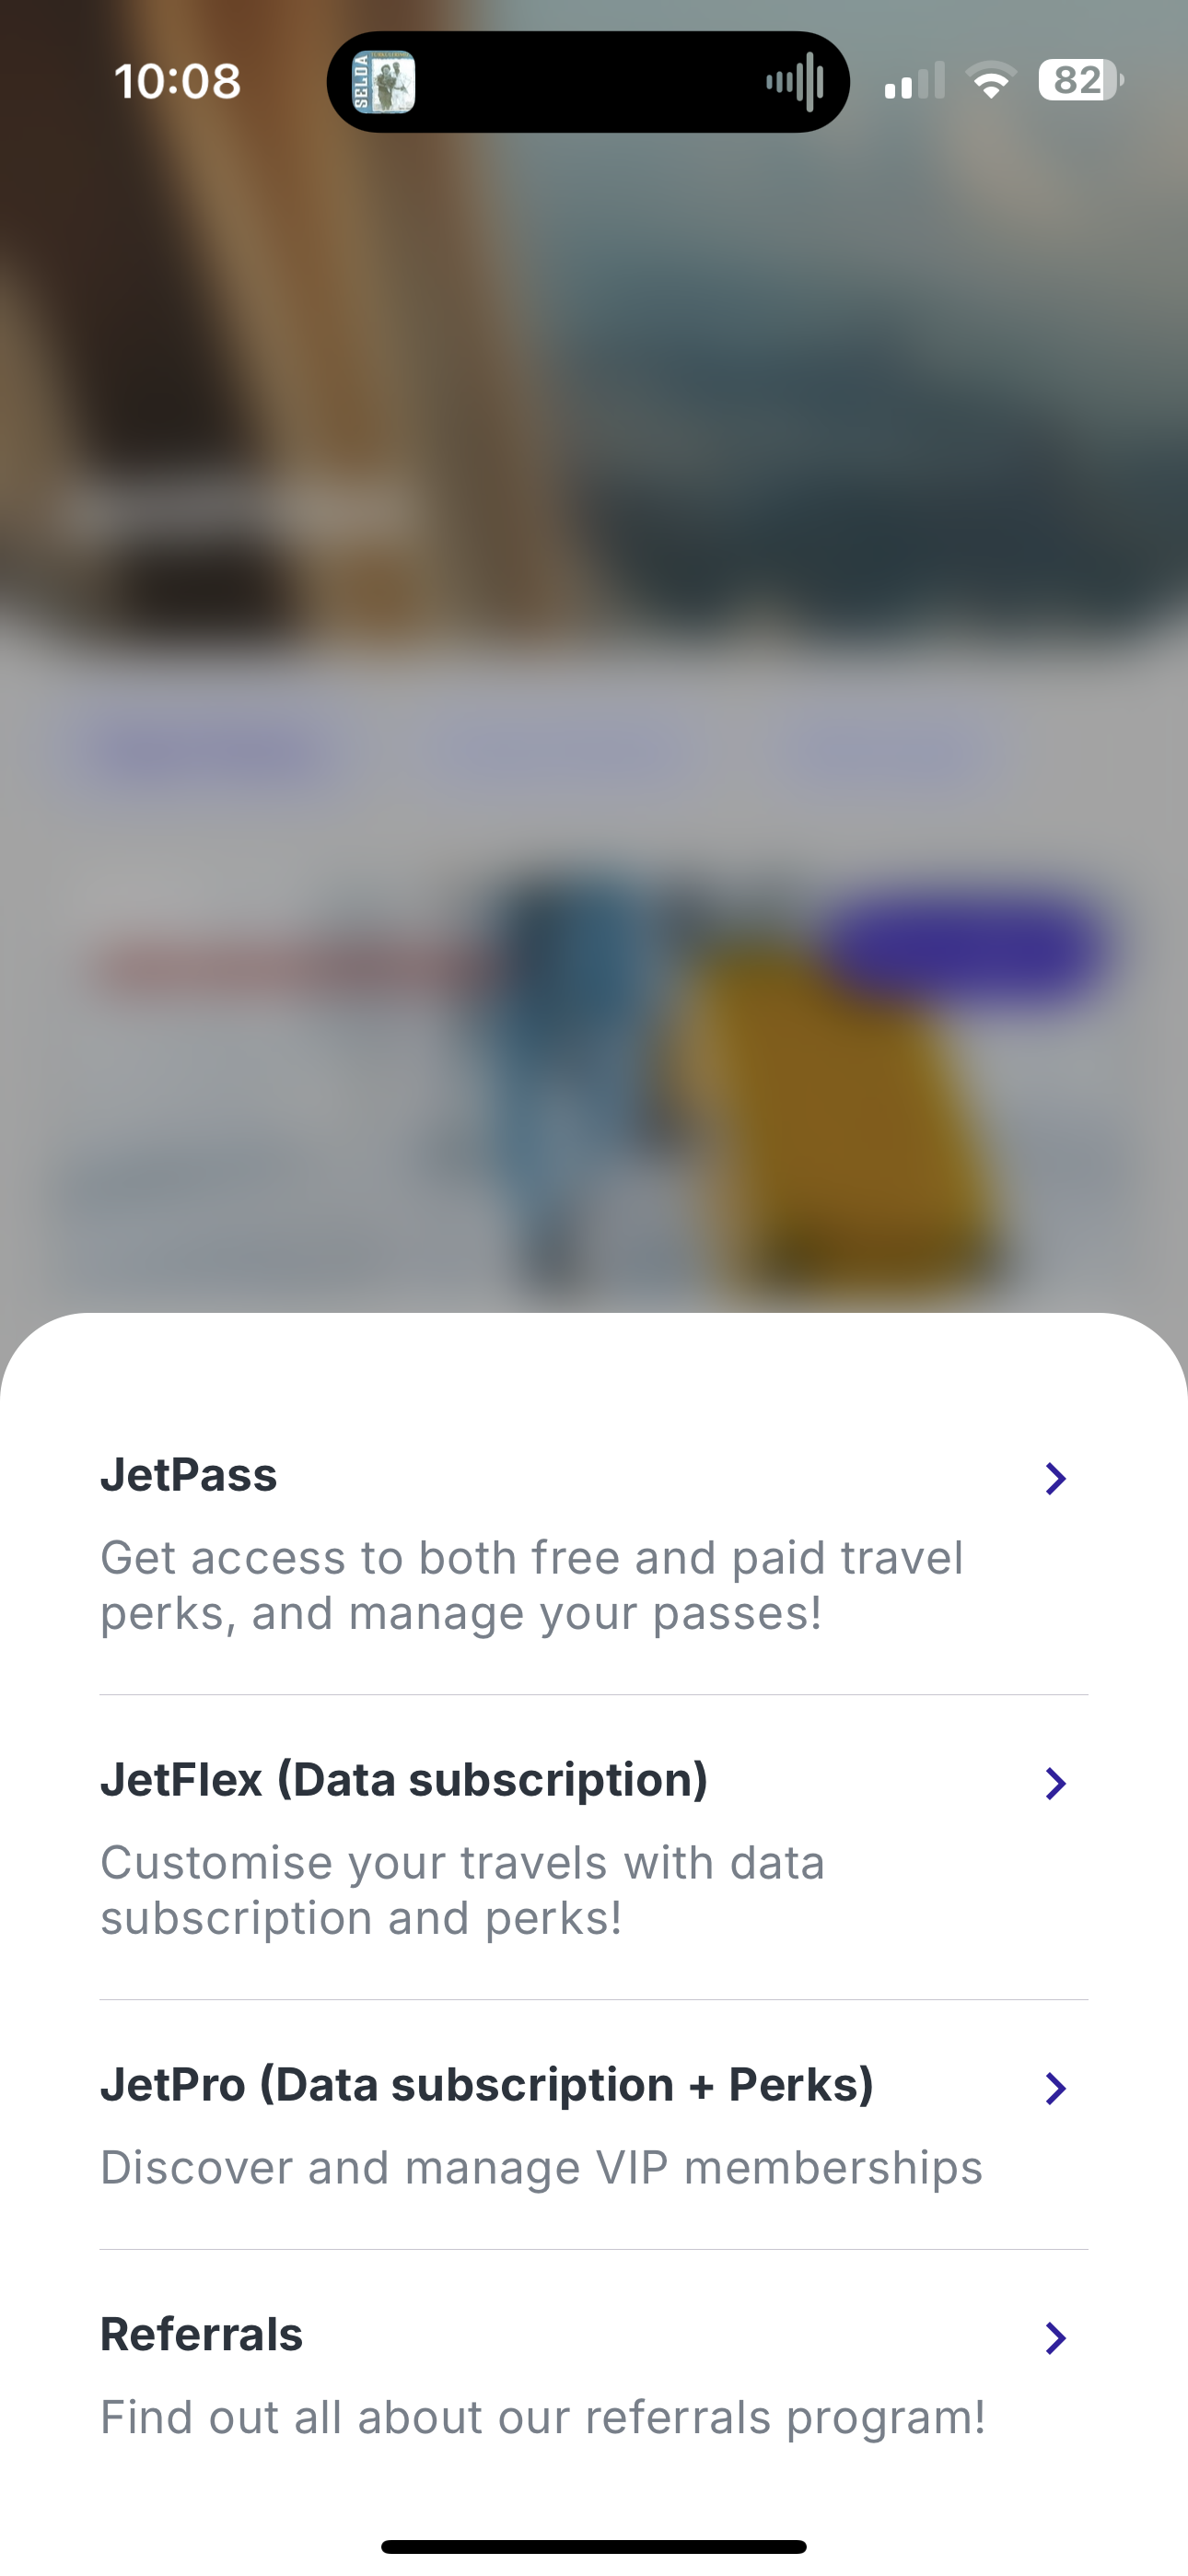 10:08
SELDA
82
JetPass
Get access to both free and paid travel
perks, and manage your passes!
JetFlex (Data subscription)
Customise your travels with data
subscription and perks!
JetPro (Data subscription + Perks)
Discover and manage VIP memberships
Referrals
Find out all about our referrals program!